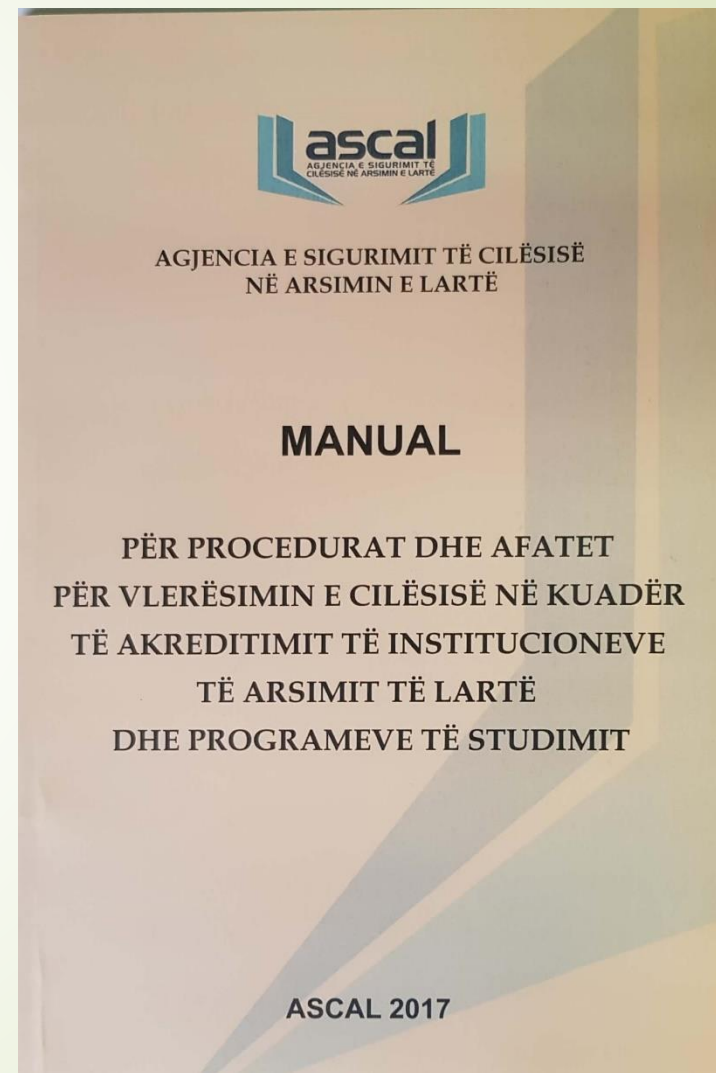 ascal
AGJENCIA E SIGURIMIT TË
CILËSISË NË ARSIMIN E LARTË
AGJENCIA E SIGURIMIT TË CILËSISË
NË ARSIMIN E LARTË
MANUAL
PËR PROCEDURAT DHE AFATET
PËR VLERËSIMIN E CILËSISË NË KUADËR
TË AKREDITIMIT TË INSTITUCIONEVE
TË ARSIMIT TË LARTË
DHE PROGRAMEVE TË STUDIMIT
ASCAL 2017